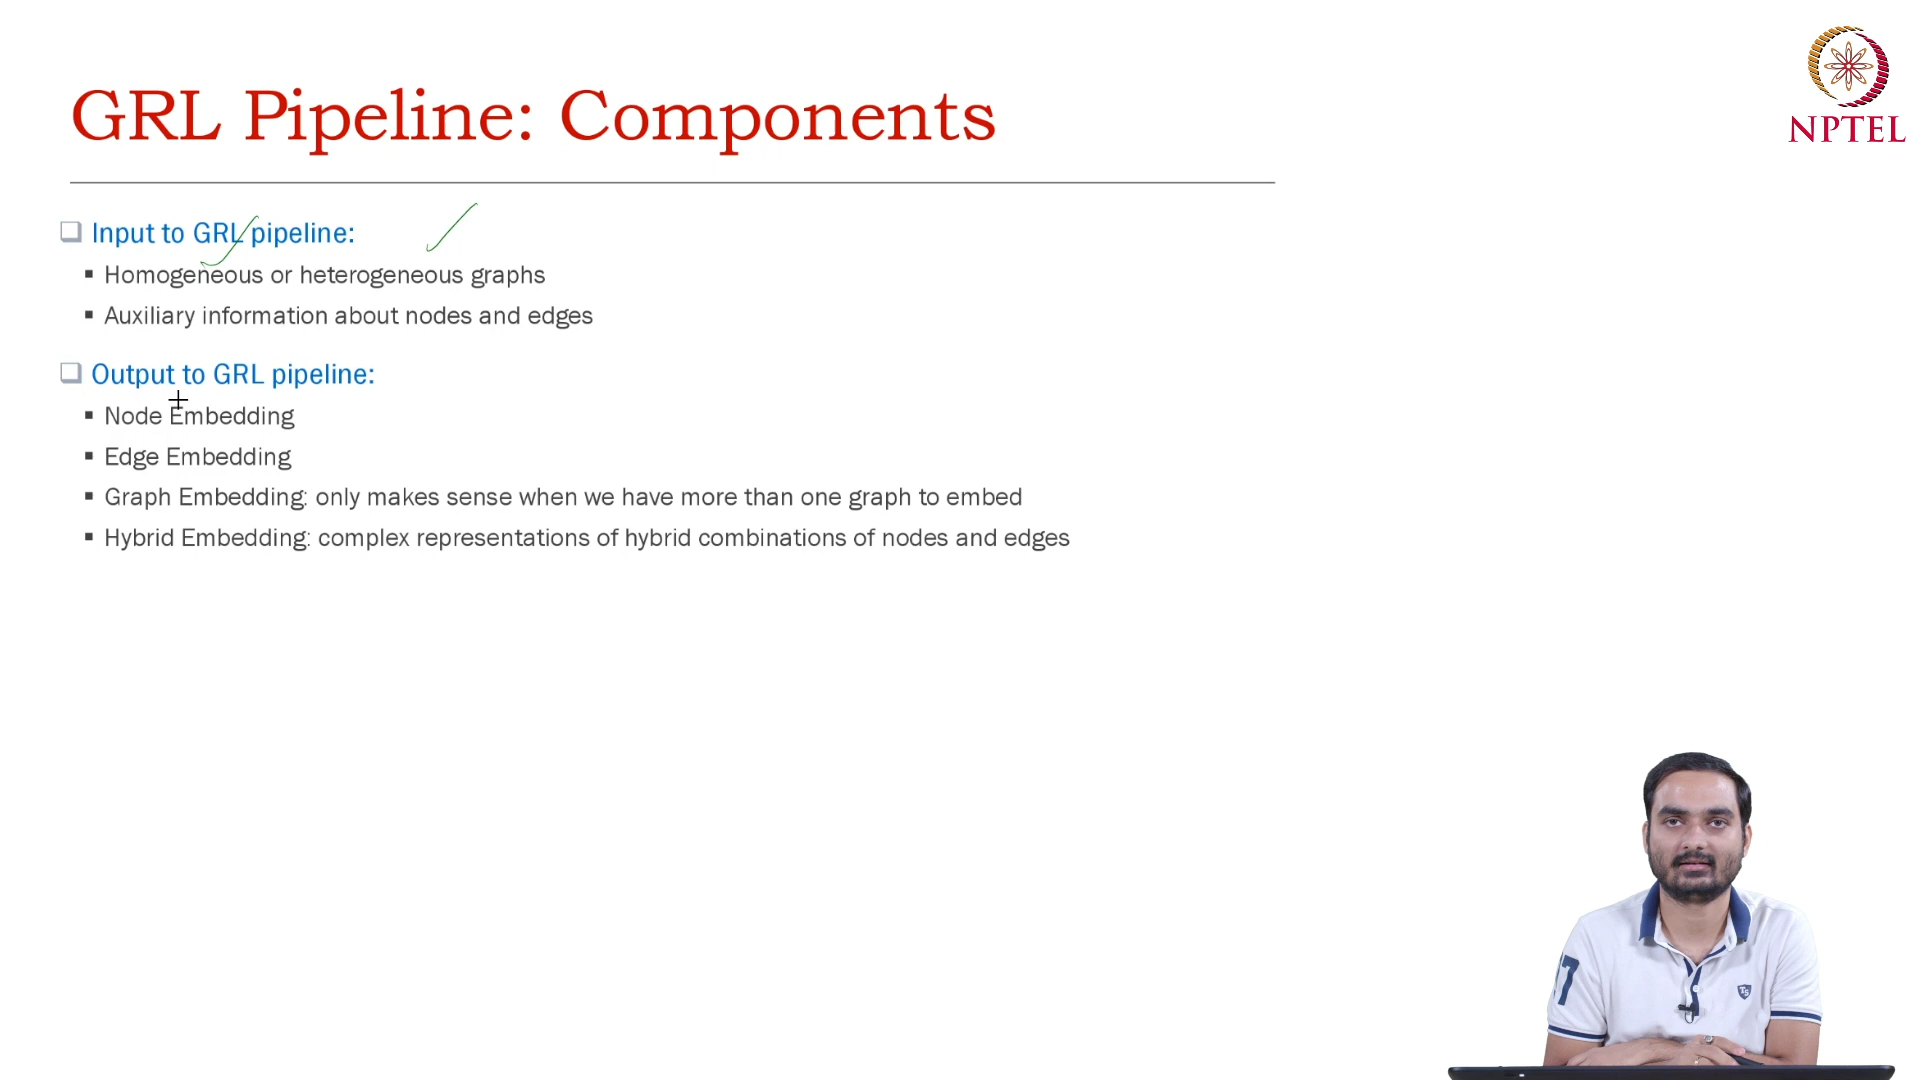 GRL Pipeline: Components
NPTEL
Input to GRL pipeline:
Homogeneous or heterogeneous graphs
Auxiliary information about nodes and edges
Output to GRL pipeline:
Node Embedding
Edge Embedding
Graph Embedding: only makes sense when we have more than one graph to embed
Hybrid Embedding: complex representations of hybrid combinations of nodes and edges
7
TS